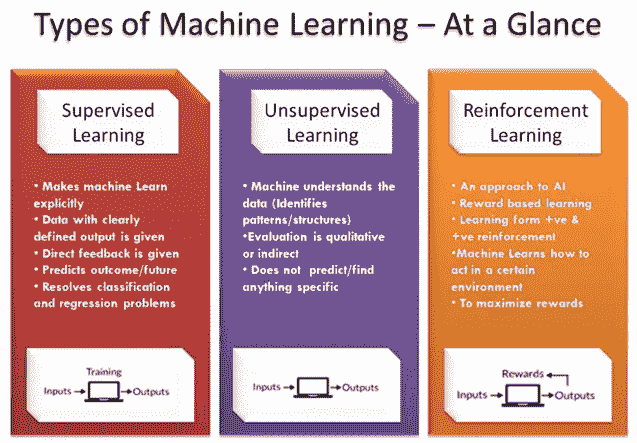 Types of Machine Learning – At a Glance
Supervised
Learning
• Makes machine Learn
explicitly
• Data with clearly
defined output is given
• Direct feedback is given
• Predicts outcome/future
• Resolves classification
and regression problems
Training
Inputs
Outputs
Unsupervised
Learning
• Machine understands the
data (Identifies
patterns/structures)
•Evaluation is qualitative
or indirect
• Does not predict/find
anything specific
Inputs
Outputs
Reinforcement
Learning
• An approach to AI
• Reward based learning
• Learning form +ve &
+ve reinforcement
•Machine Learns how to
act in a certain
environment
• To maximize rewards
Rewards
Inputs
Outputs